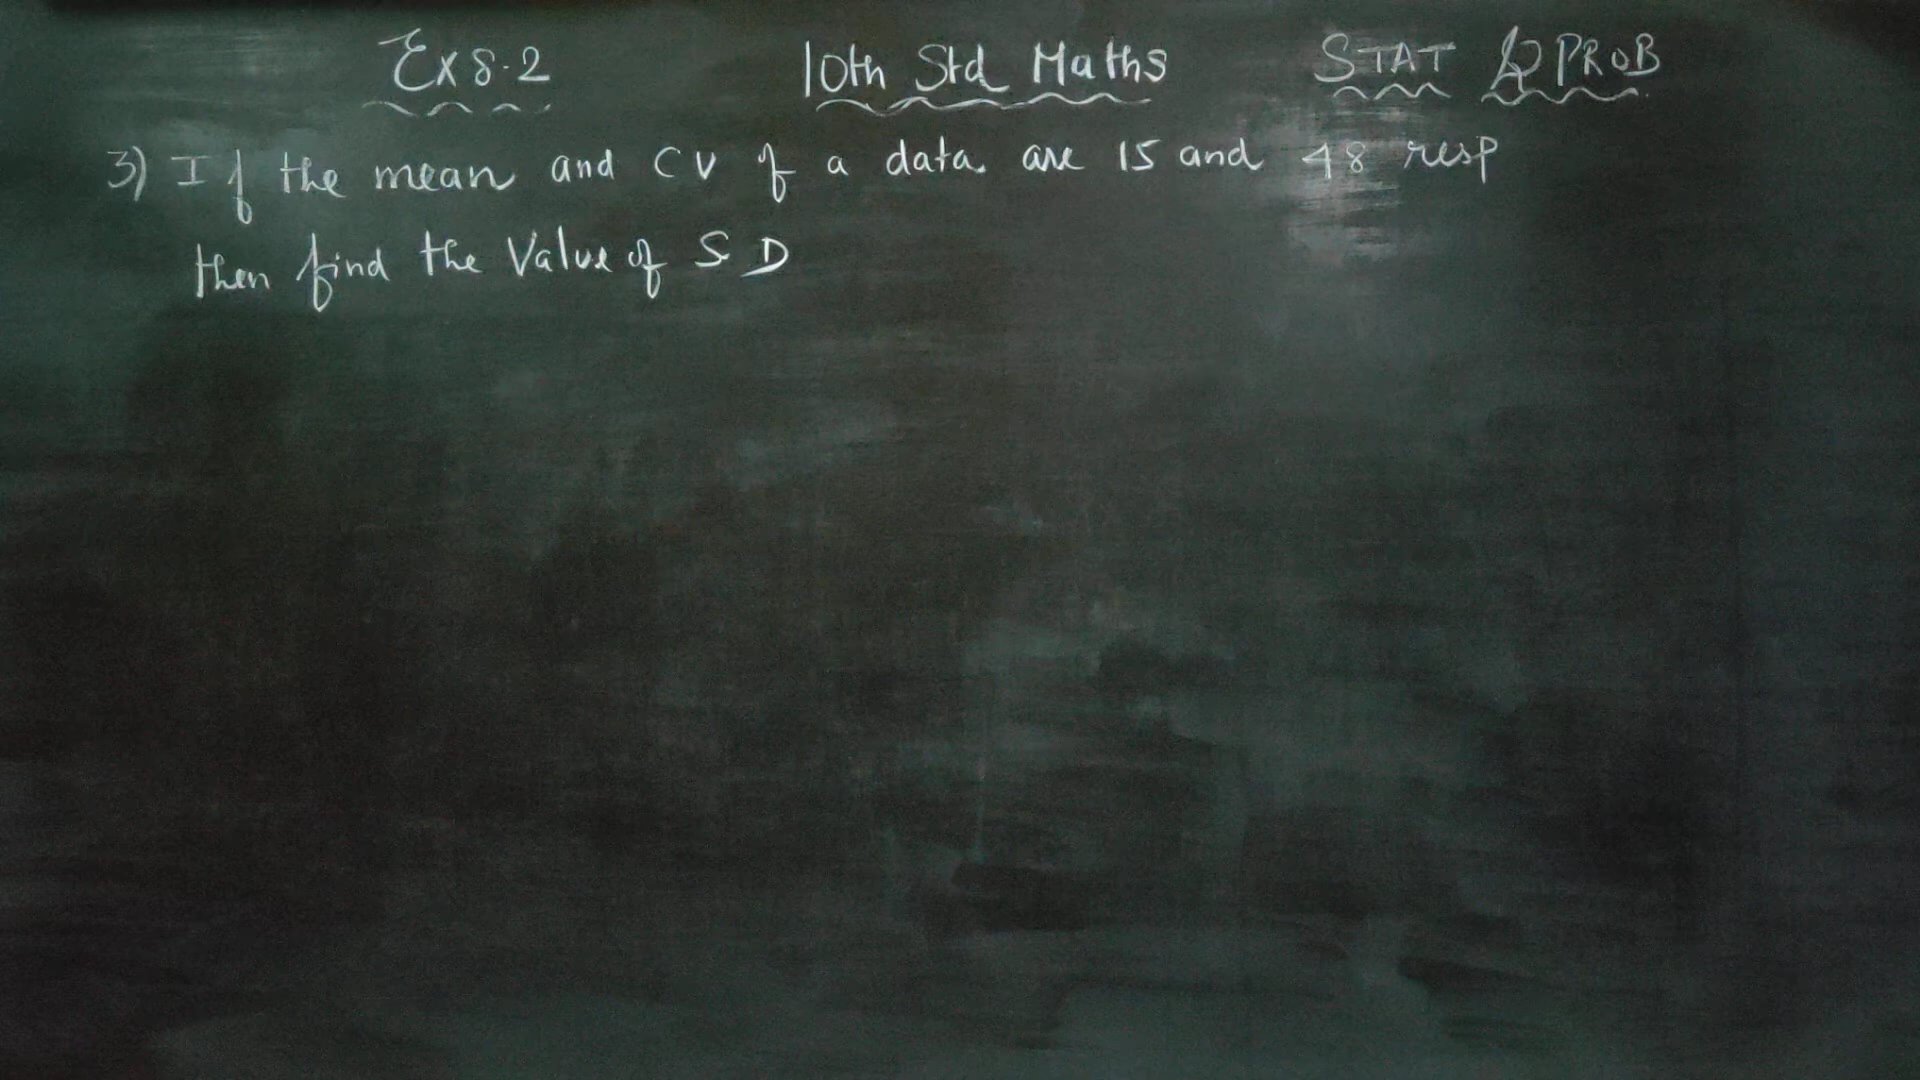 Ex 8.2 10th Std Maths STAT & PROB
3) If the mean and CV of a data are 15 and 48 resp
then find the Value of SD